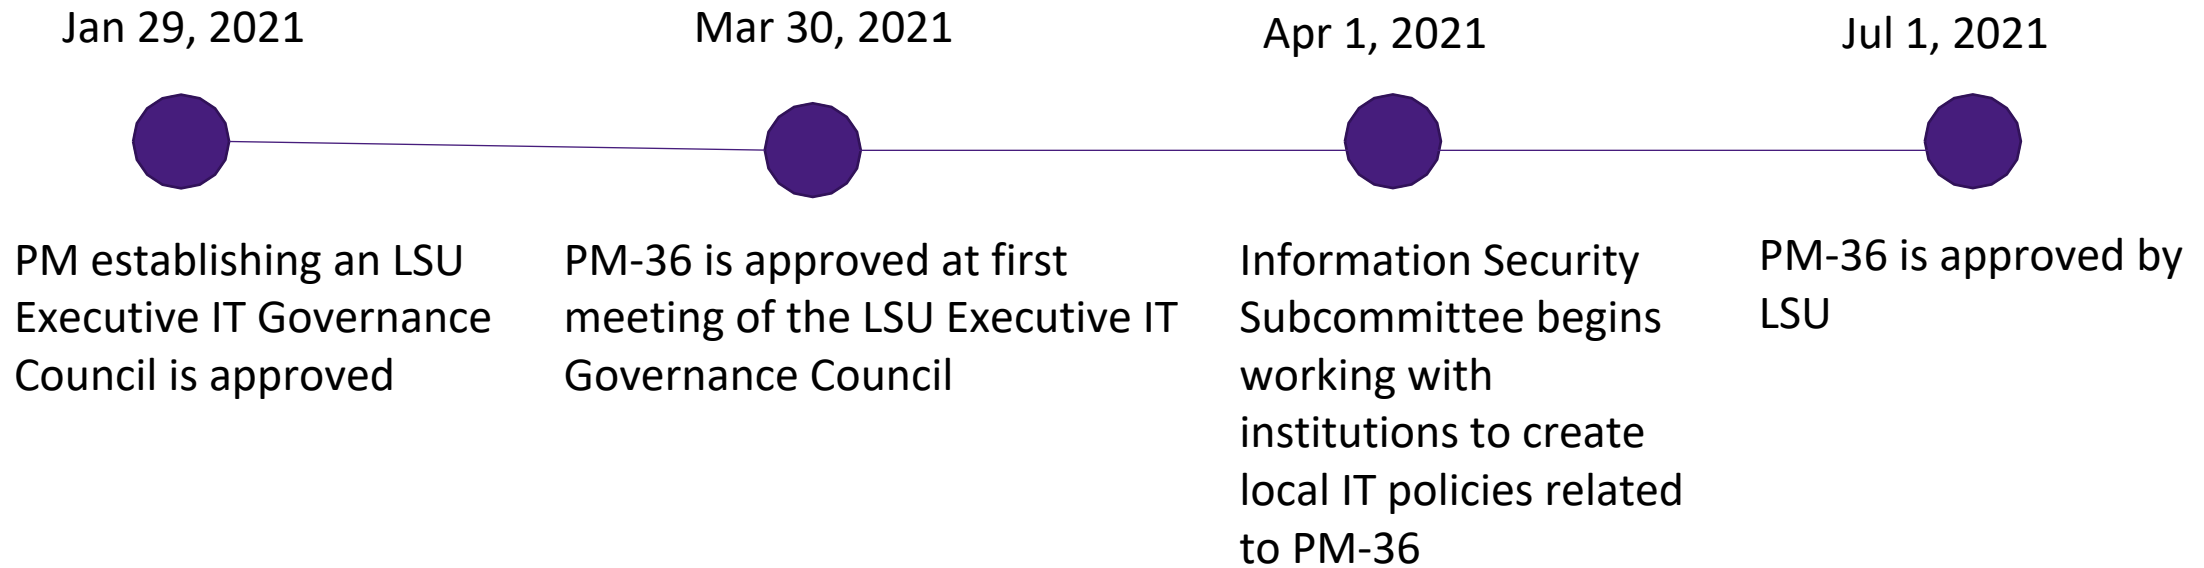 Jan 29, 2021
Mar 30, 2021
Apr 1, 2021
Jul 1, 2021
PM establishing an LSU
Executive IT Governance
Council is approved
PM-36 is approved at first
meeting of the LSU Executive IT
Governance Council
Information Security
Subcommittee begins
working with
institutions to create
local IT policies related
to PM-36
PM-36 is approved by
LSU